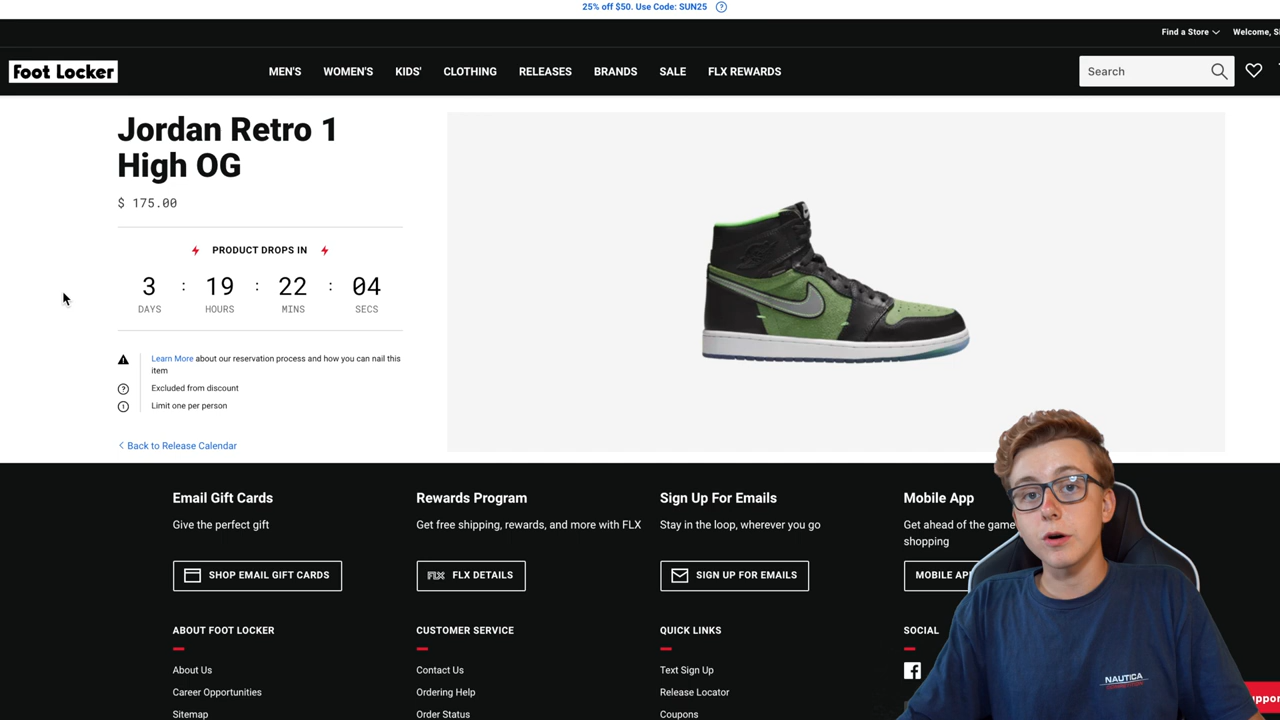 25% off $50. Use Code: SUN25 ?
Find a Store
Welcome, Si
Foot Locker
MEN'S WOMEN'S KIDS' CLOTHING RELEASES BRANDS SALE FLX REWARDS
Search
Jordan Retro 1
High OG
$ 175.00
PRODUCT DROPS IN
3 : 19 : 22 : 04
DAYS HOURS MINS SECS
Learn More about our reservation process and how you can nail this
item
Excluded from discount
Limit one per person
Back to Release Calendar
Email Gift Cards
Give the perfect gift
SHOP EMAIL GIFT CARDS
Rewards Program
Get free shipping, rewards, and more with FLX
FLX FLX DETAILS
Sign Up For Emails
Stay in the loop, wherever you go
SIGN UP FOR EMAILS
Mobile App
Get ahead of the game
shopping
MOBILE AP
ABOUT FOOT LOCKER
About Us
Career Opportunities
Sitemap
CUSTOMER SERVICE
Contact Us
Ordering Help
Order Status
QUICK LINKS
Text Sign Up
Release Locator
Coupons
SOCIAL
NAUTICA
uppor